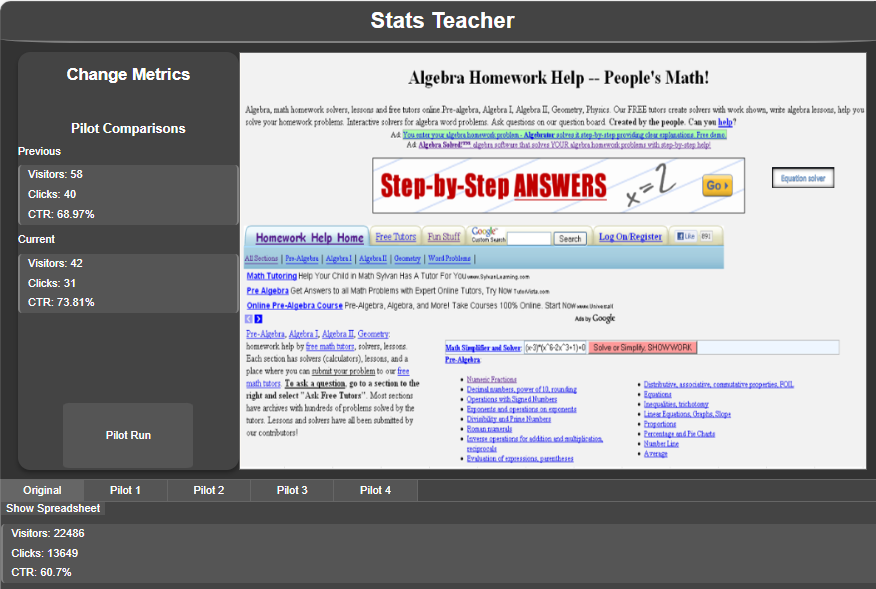 Stats Teacher
Change Metrics
Pilot Comparisons
Previous
Visitors: 58
Clicks: 40
CTR: 68.97%
Current
Visitors: 42
Clicks: 31
CTR: 73.81%
Pilot Run
Algebra Homework Help -- People's Math!
Algebra, math homework solvers, lessons and free tutors online Pre-algebra, Algebra I, Algebra II, Geometry, Physics. Our FREE tutors create solvers with work shown, write algebra lessons, help you
solve your homework problems. Interactive solvers for algebra word problems. Ask questions on our question board. Created by the people. Can you help?
Ad: You enter your algebra homework problem - Algebrator solves it step-by-step providing clear explanations. Free demo.
Ad: Algebra Solved!™ algebra software that solves YOUR algebra homework problems with step-by-step help!
Step-by-Step ANSWERS x=2 Go
Equation solver
Homework Help Home Free Tutors Fun Stuff Google Custom Search Search Log On/Register Like 891
All Sections | Pre-Algebra | Algebra I | Algebra II | Geometry | Word Problems |
Math Tutoring Help Your Child in Math Sylvan Has A Tutor For You www.SylvanLearning.com
Pre Algebra Get Answers to all Math Problems with Expert Online Tutors, Try Now TutorVista.com
Online Pre-Algebra Course Pre-Algebra, Algebra, and More! Take Courses 100% Online. Start Now
Ads by Google
Pre-Algebra, Algebra I, Algebra II, Geometry:
homework help by free math tutors, solvers, lessons.
Each section has solvers (calculators), lessons, and a
place where you can submit your problem to our free
math tutors. To ask a question, go to a section to the
right and select "Ask Free Tutors". Most sections
have archives with hundreds of problems solved by the
tutors. Lessons and solvers have all been submitted by
our contributors!
Math Simplifier and Solver: (x-3)*(x^6-2x^3+1)=0 Solve or Simplify, SHOW WORK
Pre-Algebra:
Numeric Fractions
Decimal numbers, power of 10, rounding
Operations with Signed Numbers
Exponents and operations on exponents
Divisibility and Prime Numbers
Roman numerals
Inverse operations for addition and multiplication,
reciprocals
Evaluation of expressions, parentheses
Distributive, associative, commutative properties, FOIL
Equations
Inequalities, trichotomy
Linear Equations, Graphs, Slope
Proportions
Percentage and Pie Charts
Number Line
Average
Original Pilot 1 Pilot 2 Pilot 3 Pilot 4
Show Spreadsheet
Visitors: 22486
Clicks: 13649
CTR: 60.7%